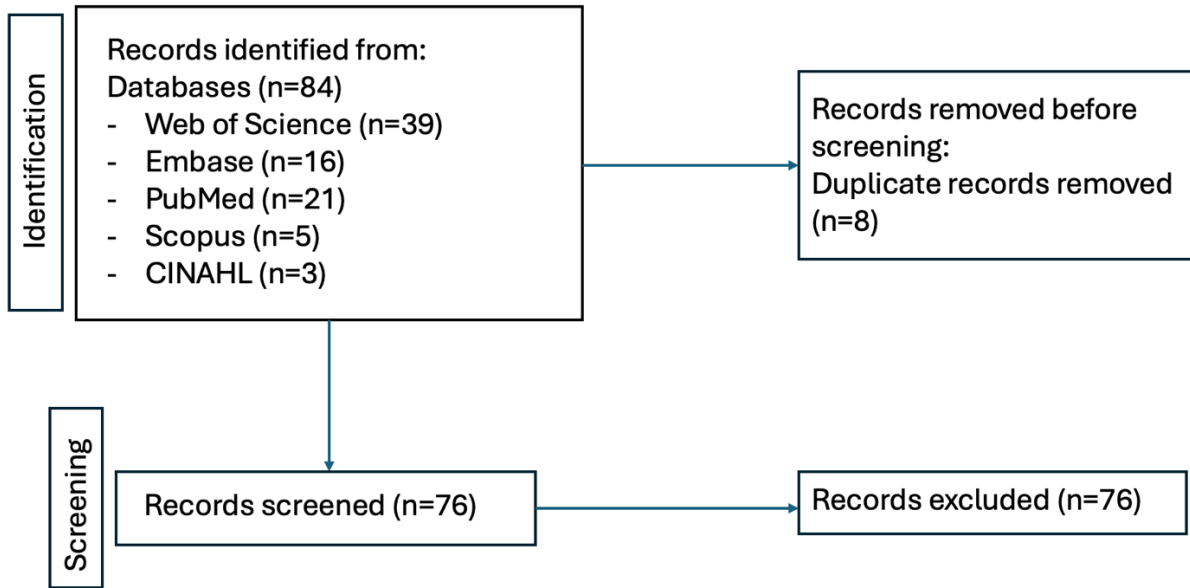 Identification
Records identified from:
Databases (n=84)
- Web of Science (n=39)
- Embase (n=16)
- PubMed (n=21)
- Scopus (n=5)
- CINAHL (n=3)
Records removed before
screening:
Duplicate records removed
(n=8)
Screening
Records screened (n=76)
Records excluded (n=76)